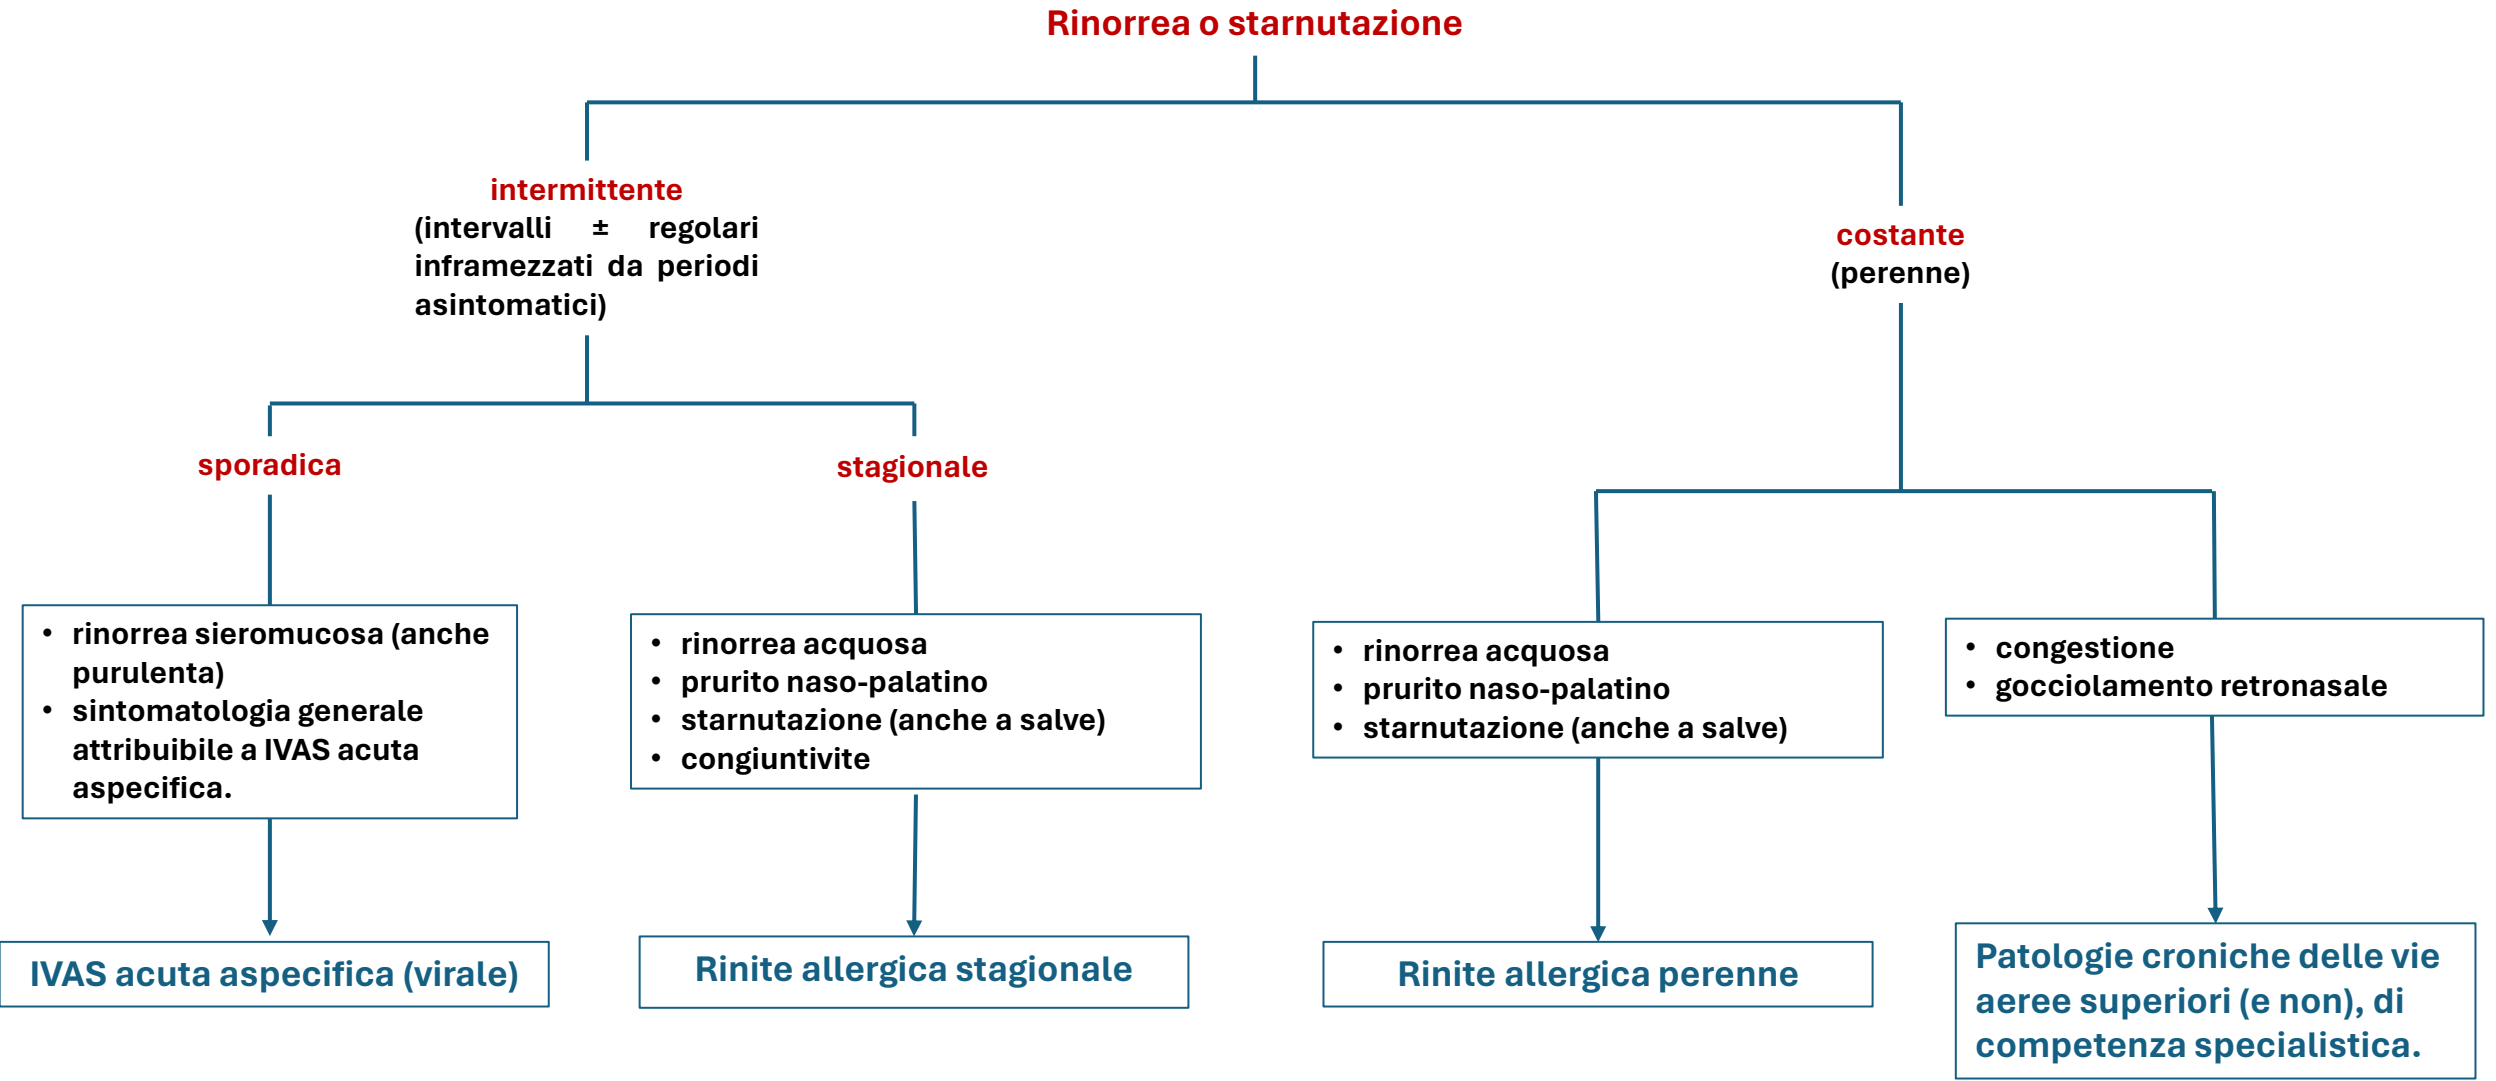 Rinorrea o starnutazione
intermittente
(intervalli ± regolari
inframezzati da periodi
asintomatici)
costante
(perenne)
sporadica
stagionale
• rinorrea sieromucosa (anche
purulenta)
• sintomatologia generale
attribuibile a IVAS acuta
aspecifica.
• rinorrea acquosa
• prurito naso-palatino
• starnutazione (anche a salve)
• congiuntivite
• rinorrea acquosa
• prurito naso-palatino
• starnutazione (anche a salve)
• congestione
• gocciolamento retronasale
IVAS acuta aspecifica (virale)
Rinite allergica stagionale
Rinite allergica perenne
Patologie croniche delle vie
aeree superiori (e non), di
competenza specialistica.